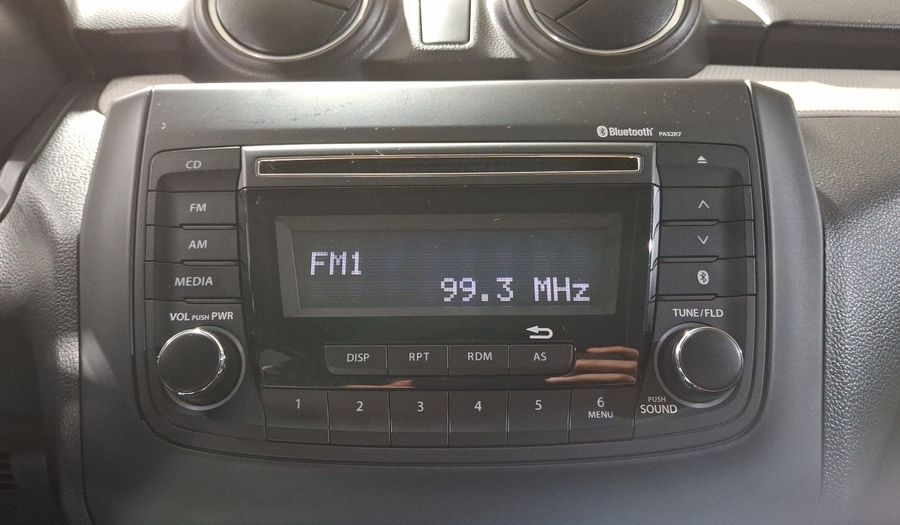 Bluetooth PA52R7
CD
FM
AM
MEDIA
VOL PUSH PWR
FM1
99.3 MHz
TUNE/FLD
DISP RPT RDM AS
1 2 3 4 5 6
MENU
PUSH
SOUND